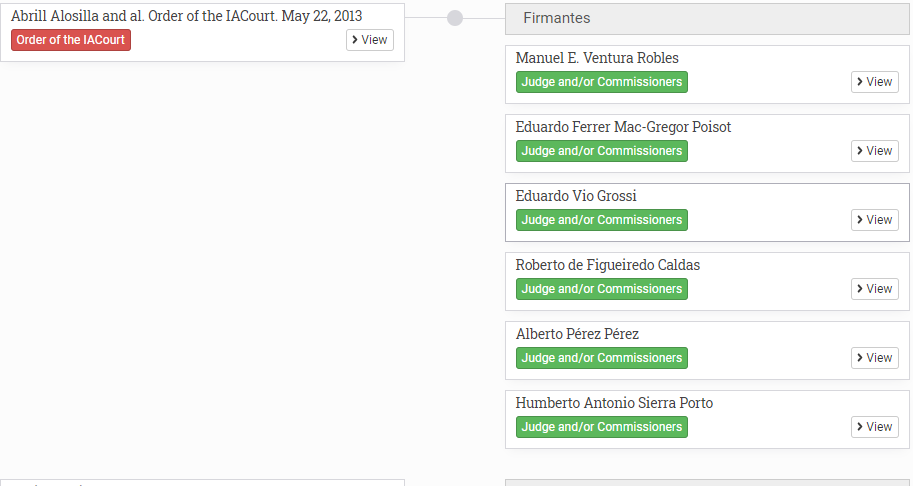 Abrill Alosilla and al. Order of the IACourt. May 22, 2013
Order of the IACourt
View
Firmantes
Manuel E. Ventura Robles
Judge and/or Commissioners
View
Eduardo Ferrer Mac-Gregor Poisot
Judge and/or Commissioners
View
Eduardo Vio Grossi
Judge and/or Commissioners
View
Roberto de Figueiredo Caldas
Judge and/or Commissioners
View
Alberto Pérez Pérez
Judge and/or Commissioners
View
Humberto Antonio Sierra Porto
Judge and/or Commissioners
View